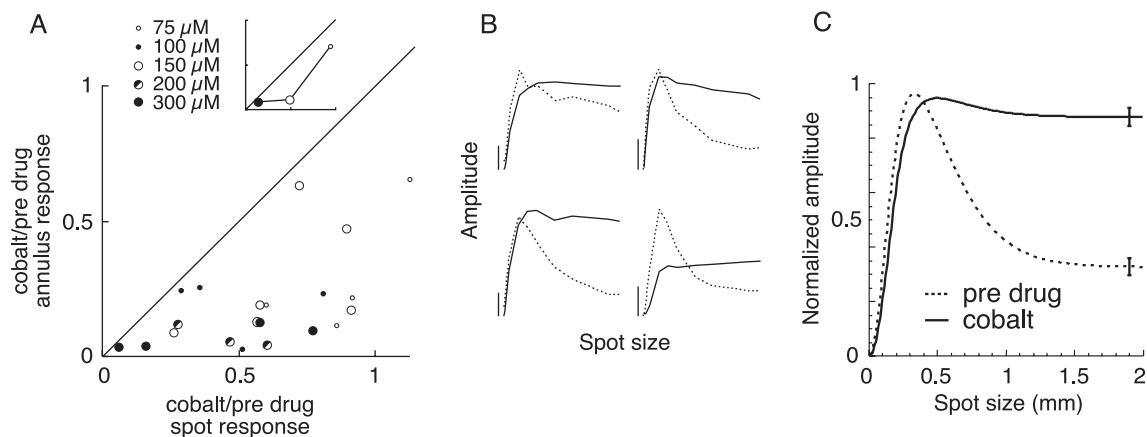 A
75 µM
100 µM
150 µM
200 µM
300 µM
cobalt/pre drug
annulus response
1
0.5
0
0
0.5
1
cobalt/pre drug
spot response
B
Amplitude
Spot size
C
Normalized amplitude
1
0.5
0
pre drug
cobalt
0
0.5
1
1.5
2
Spot size (mm)